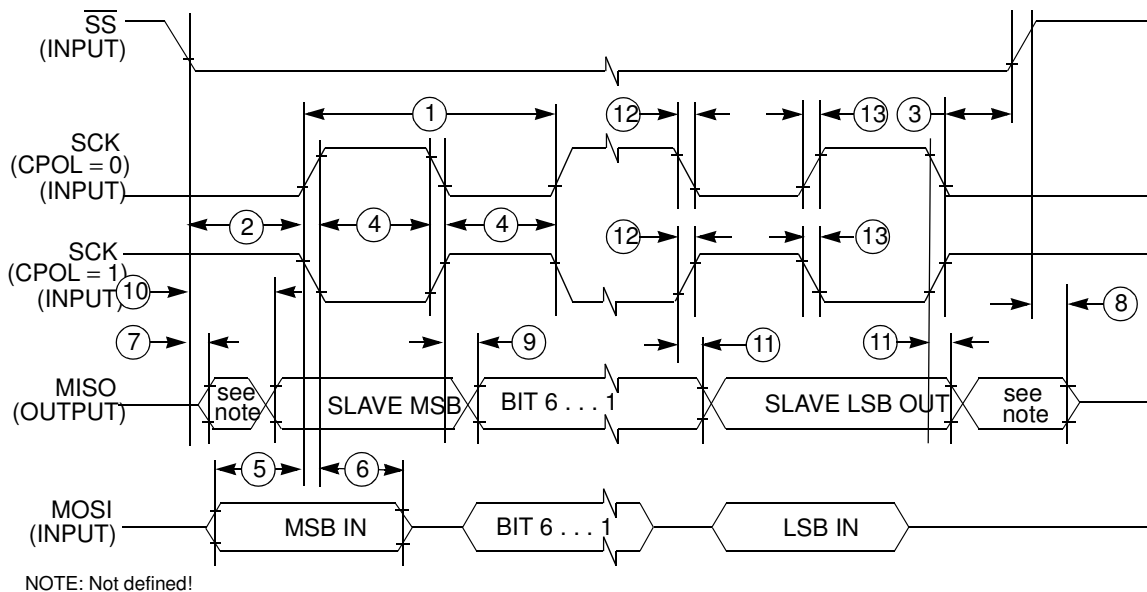 SS
(INPUT)
1
12
13
3
SCK
(CPOL = 0)
(INPUT)
2
4
4
12
13
SCK
(CPOL = 1)
(INPUT)
10
8
7
9
11
11
MISO
(OUTPUT)
see
note
SLAVE MSB
BIT 6 . . . 1
SLAVE LSB OUT
see
note
5
6
MOSI
(INPUT)
MSB IN
BIT 6 . . . 1
LSB IN
NOTE: Not defined!